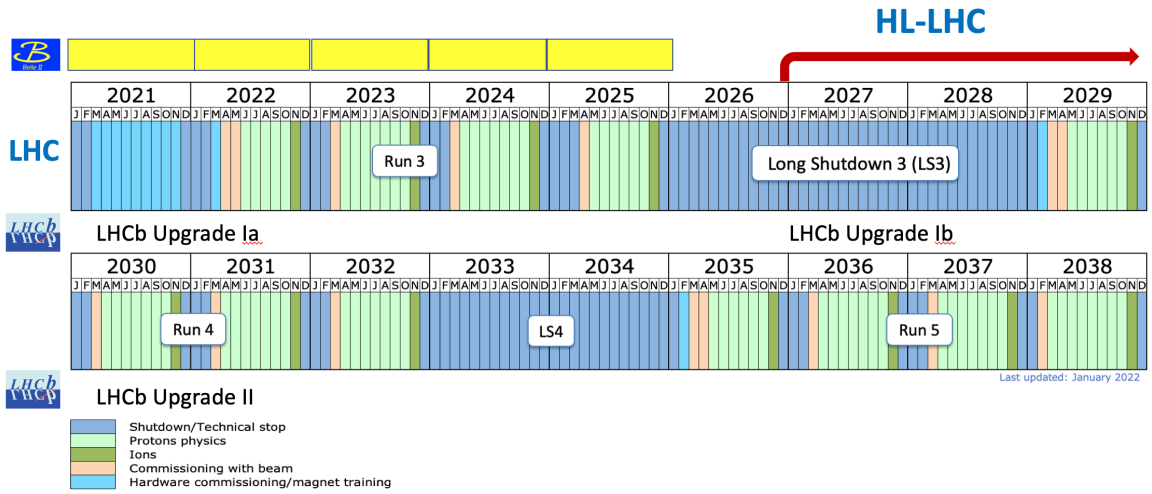 HL-LHC
B
Belle II
2021 2022 2023 2024 2025 2026 2027 2028 2029
J F M A M J J A S O N D J F M A M J J A S O N D J F M A M J J A S O N D J F M A M J J A S O N D J F M A M J J A S O N D J F M A M J J A S O N D J F M A M J J A S O N D J F M A M J J A S O N D J F M A M J J A S O N D
LHC
Run 3
Long Shutdown 3 (LS3)
LHCb
LHCb Upgrade Ia
LHCb Upgrade Ib
2030 2031 2032 2033 2034 2035 2036 2037 2038
J F M A M J J A S O N D J F M A M J J A S O N D J F M A M J J A S O N D J F M A M J J A S O N D J F M A M J J A S O N D J F M A M J J A S O N D J F M A M J J A S O N D J F M A M J J A S O N D J F M A M J J A S O N D
Run 4
LS4
Run 5
Last updated: January 2022
LHCb
LHCb Upgrade II
Shutdown/Technical stop
Protons physics
Ions
Commissioning with beam
Hardware commissioning/magnet training